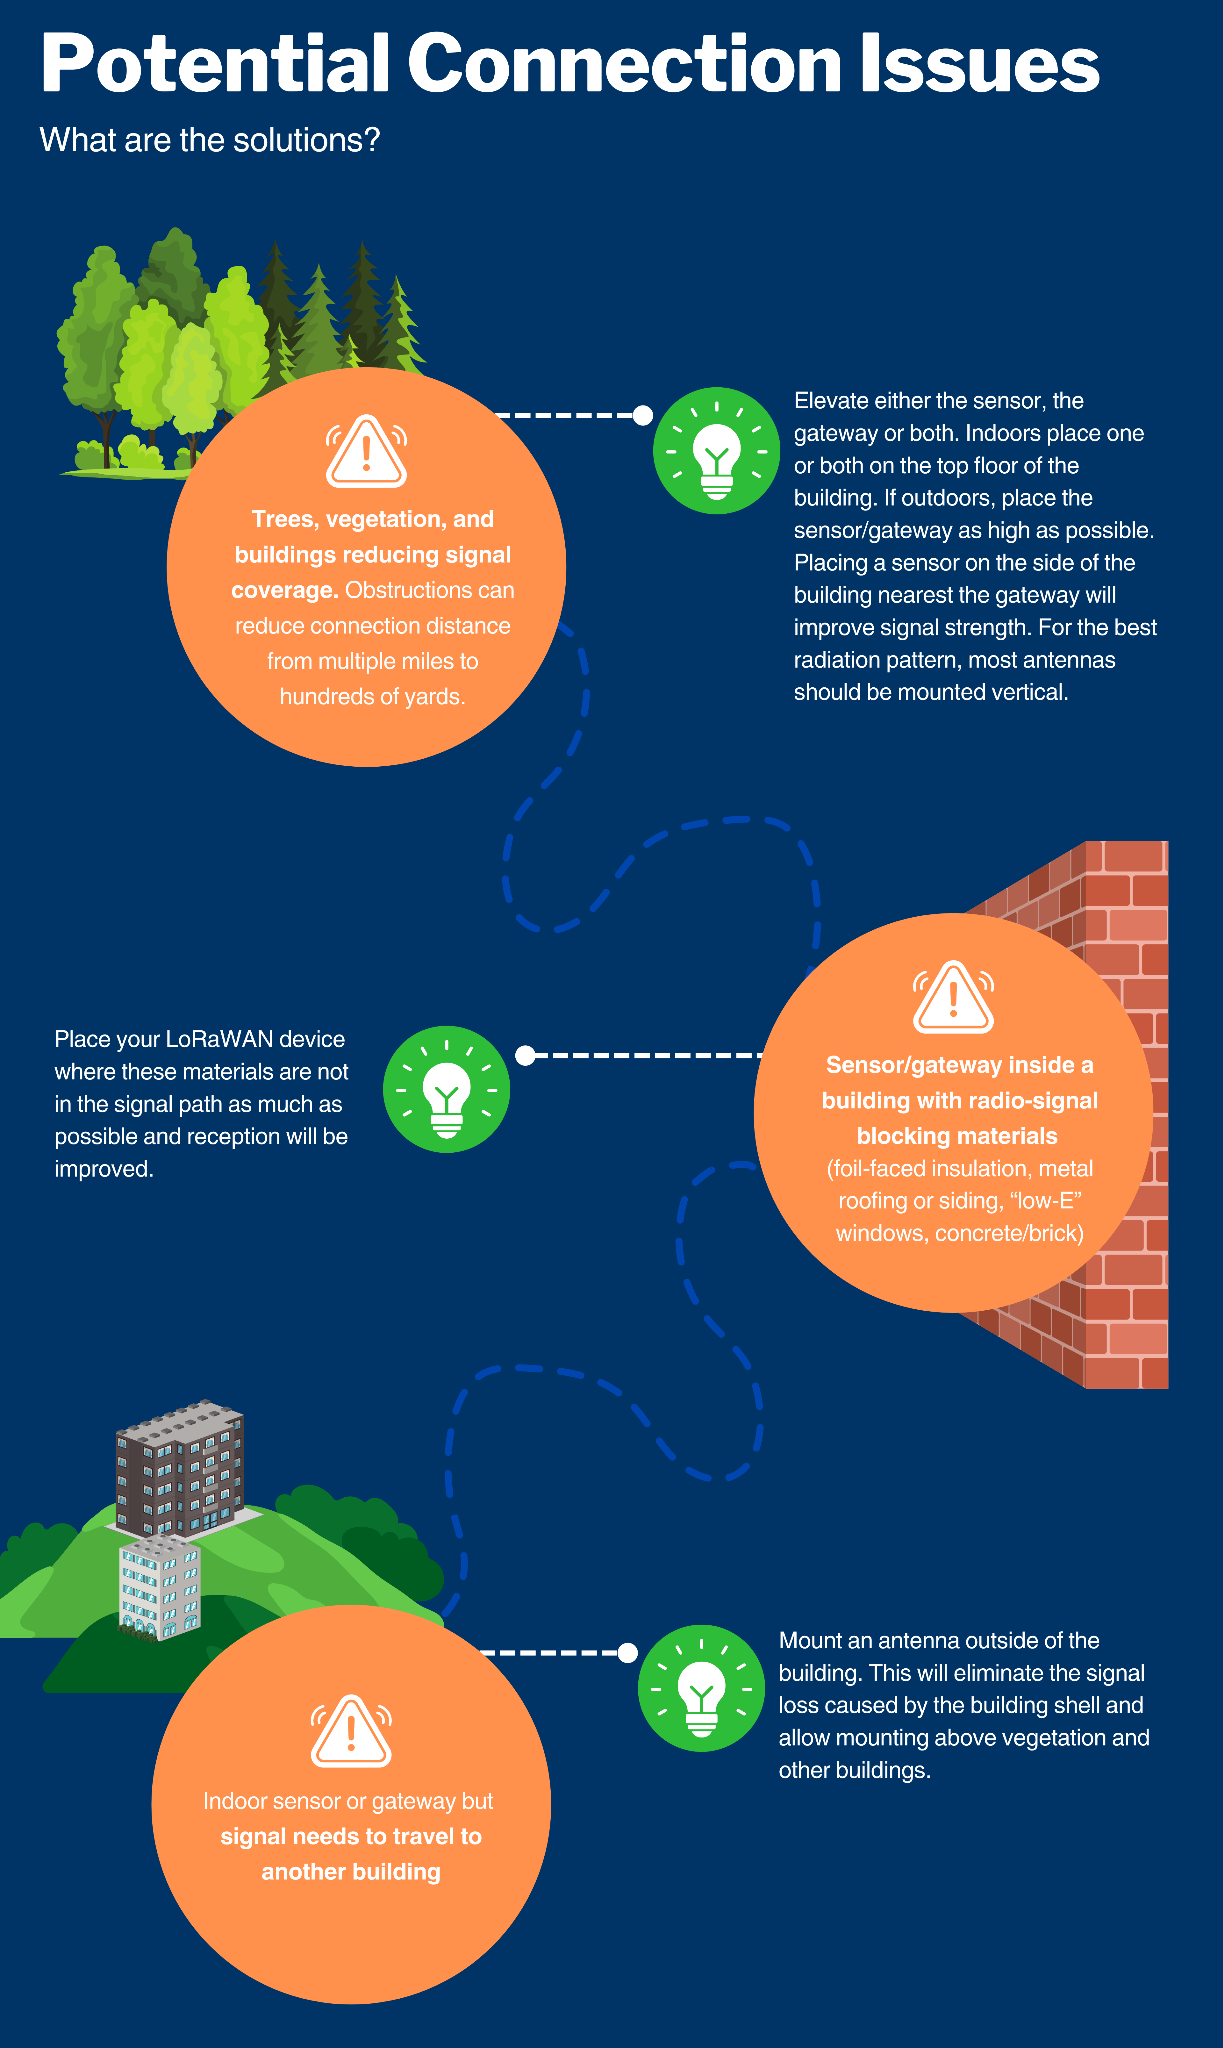 Potential Connection Issues
What are the solutions?
Trees, vegetation, and
buildings reducing signal
coverage. Obstructions can
reduce connection distance
from multiple miles to
hundreds of yards.
Elevate either the sensor, the
gateway or both. Indoors place one
or both on the top floor of the
building. If outdoors, place the
sensor/gateway as high as possible.
Placing a sensor on the side of the
building nearest the gateway will
improve signal strength. For the best
radiation pattern, most antennas
should be mounted vertical.
Sensor/gateway inside a
building with radio-signal
blocking materials
(foil-faced insulation, metal
roofing or siding, “low-E”
windows, concrete/brick)
Place your LoRaWAN device
where these materials are not
in the signal path as much as
possible and reception will be
improved.
Indoor sensor or gateway but
signal needs to travel to
another building
Mount an antenna outside of the
building. This will eliminate the signal
loss caused by the building shell and
allow mounting above vegetation and
other buildings.